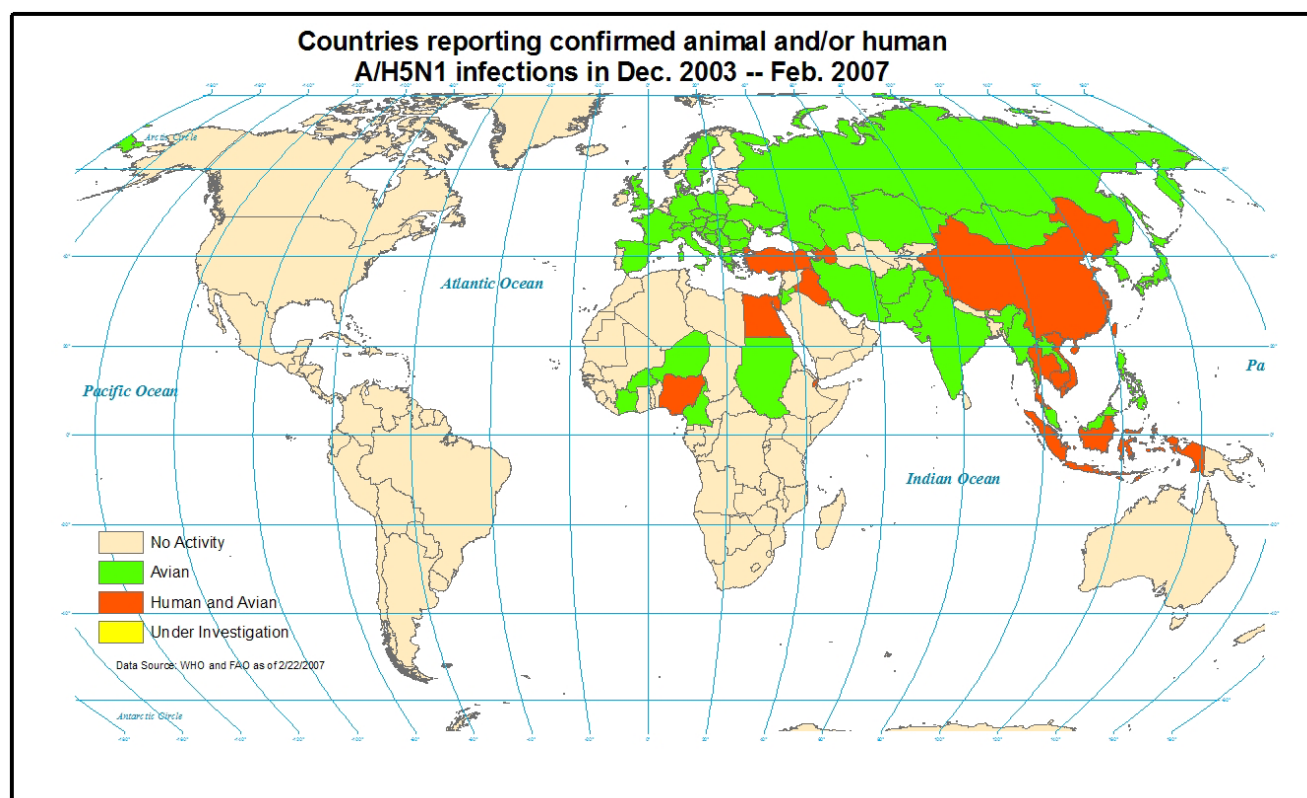 Countries reporting confirmed animal and/or human
A/H5N1 infections in Dec. 2003 -- Feb. 2007
Arctic Circle
Atlantic Ocean
Pacific Ocean
Pa
Indian Ocean
No Activity
Avian
Human and Avian
Under Investigation
Data Source: WHO and FAO as of 2/22/2007
Antarctic Circle